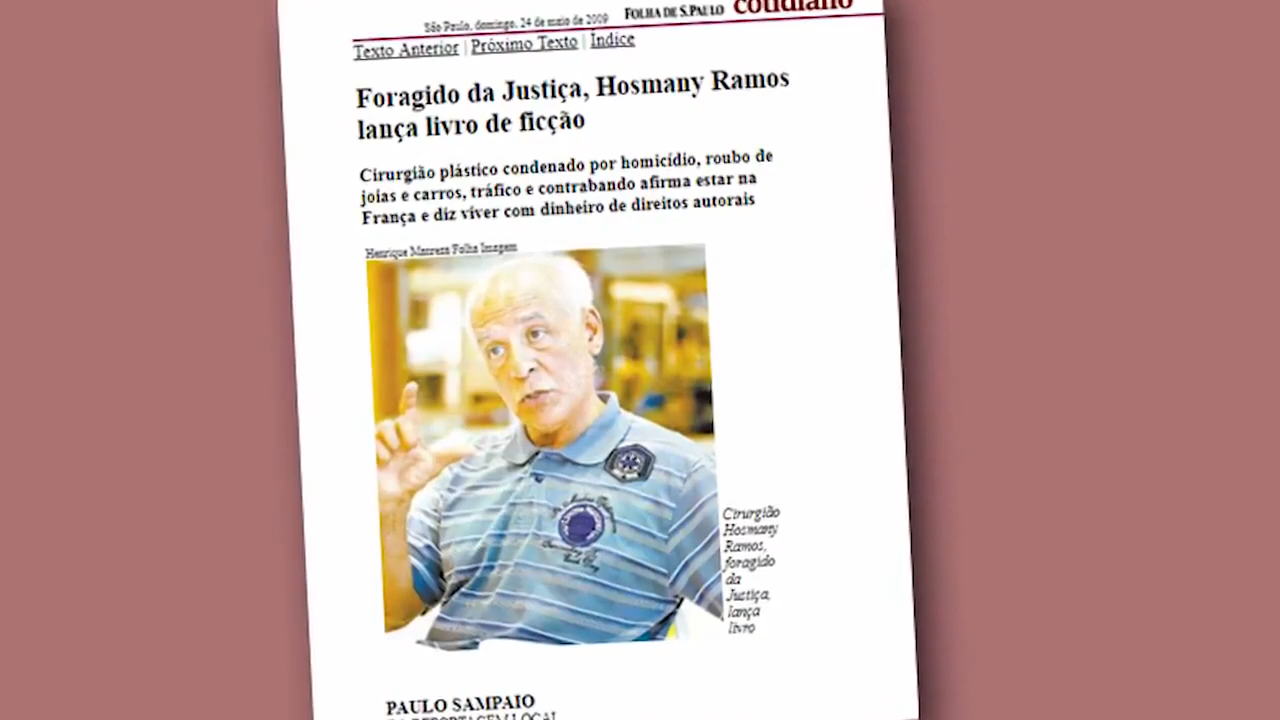 São Paulo, domingo, 24 de maio de 2009 FOLHA DE S.PAULO cotidiano
Texto Anterior | Próximo Texto | Índice
Foragido da Justiça, Hosmany Ramos
lança livro de ficção
Cirurgião plástico condenado por homicídio, roubo de
joias e carros, tráfico e contrabando afirma estar na
França e diz viver com dinheiro de direitos autorais
Henrique Folha Imagem
Cirurgião
Hosmany
Ramos,
foragido
da
Justiça,
lança
livro
PAULO SAMPAIO
DA REPORTAGEM LOCAL